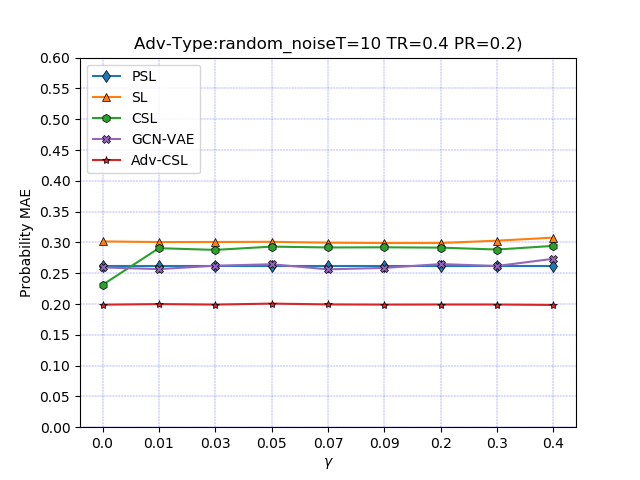 Adv-Type:random_noiseT=10 TR=0.4 PR=0.2)
PSL
SL
CSL
GCN-VAE
Adv-CSL
Probability MAE
0.60
0.55
0.50
0.45
0.40
0.35
0.30
0.25
0.20
0.15
0.10
0.05
0.00
0.0 0.01 0.03 0.05 0.07 0.09 0.2 0.3 0.4
γ